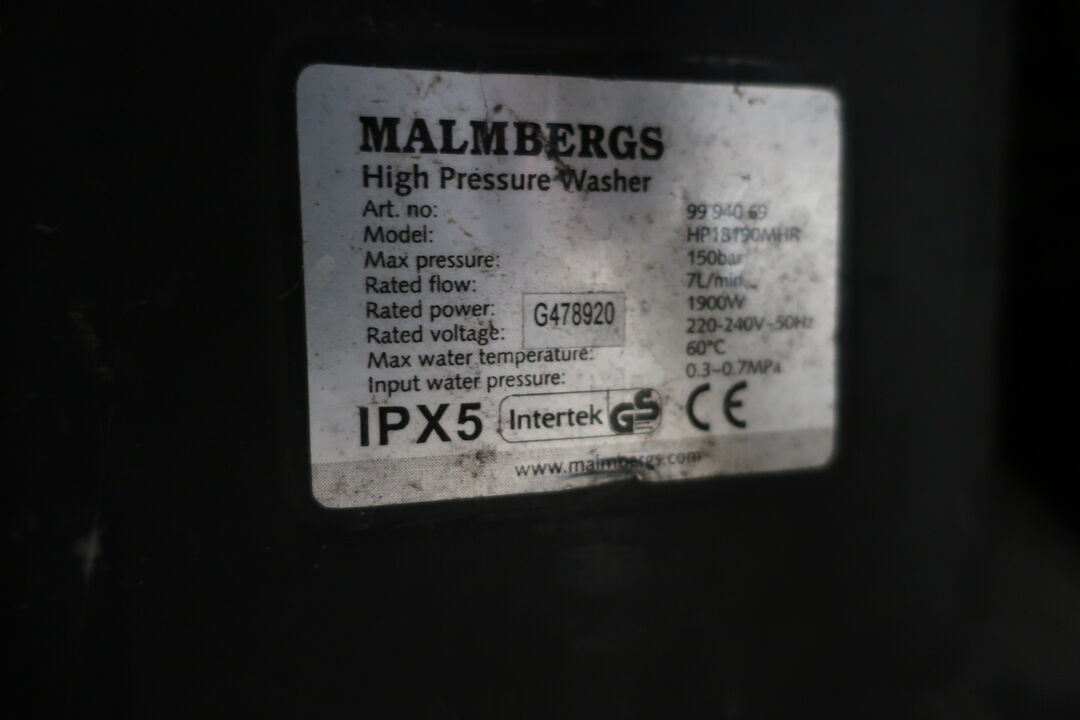 MALMBERGS
High Pressure Washer
Art. no: 99 940 69
Model: HP18190MHR
Max pressure: 150bar
Rated flow: 7L/min
Rated power: 1900W
Rated voltage: 220-240V~50Hz
G478920
Max water temperature: 60°C
Input water pressure: 0.3~0.7MPa
IPX5 Intertek GS CE
www.malmbergs.com